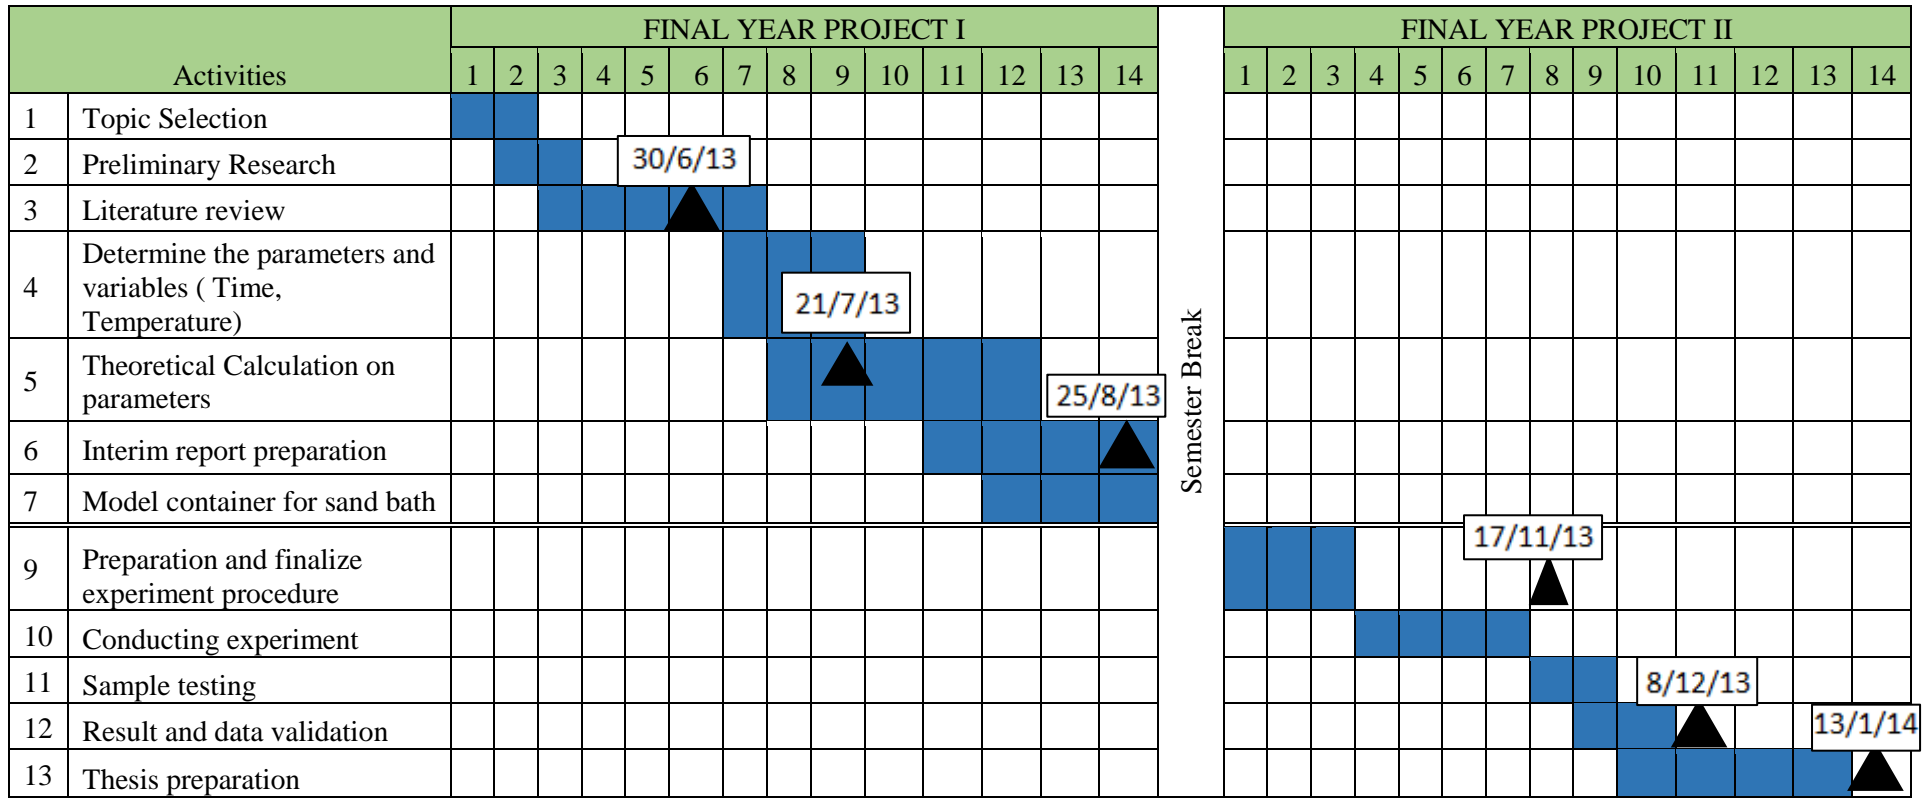 FINAL YEAR PROJECT I FINAL YEAR PROJECT II
Activities 1 2 3 4 5 6 7 8 9 10 11 12 13 14 1 2 3 4 5 6 7 8 9 10 11 12 13 14
1 Topic Selection
2 Preliminary Research
30/6/13
3 Literature review
4 Determine the parameters and
variables ( Time,
Temperature)
21/7/13
5 Theoretical Calculation on
parameters
25/8/13
6 Interim report preparation
7 Model container for sand bath
Semester Break
9 Preparation and finalize
experiment procedure
17/11/13
10 Conducting experiment
11 Sample testing
8/12/13
12 Result and data validation
13/1/14
13 Thesis preparation